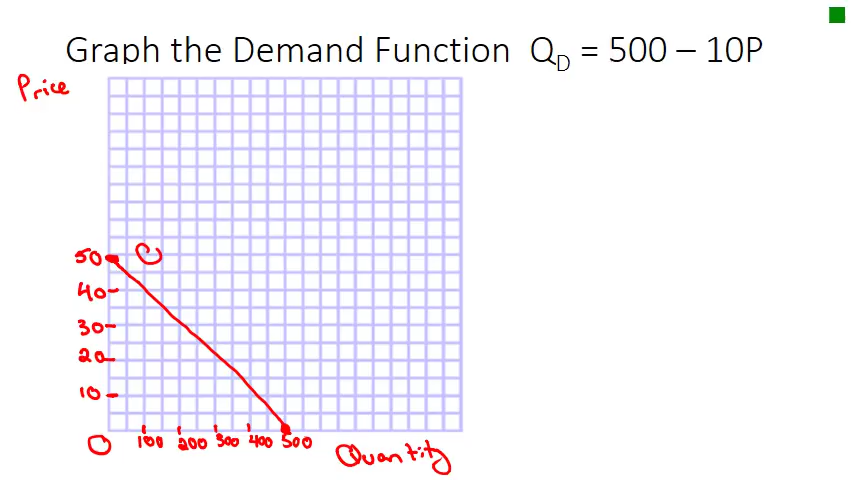 Graph the Demand Function Q_D = 500 – 10P
Price
50 C
40
30
20
10
0 100 200 300 400 500
Quantity